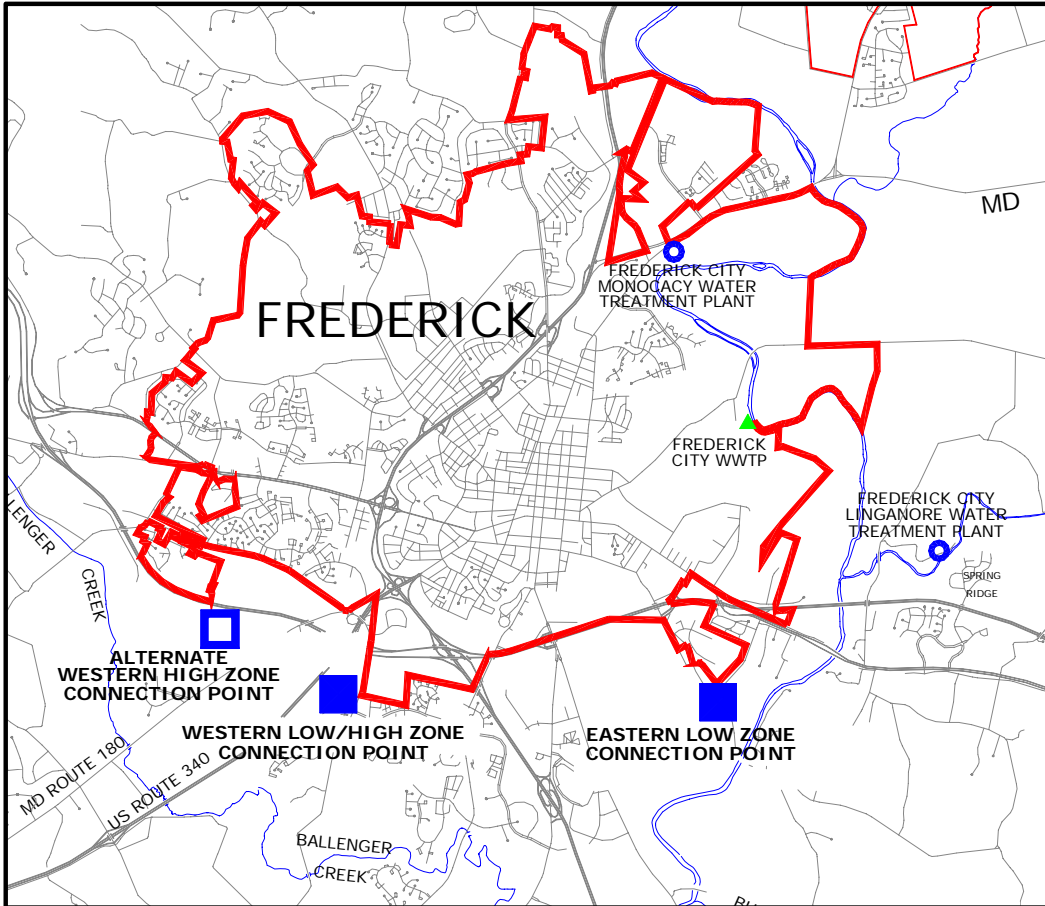 MD
FREDERICK CITY
MONOCACY WATER
TREATMENT PLANT
FREDERICK
FREDERICK
CITY WWTP
FREDERICK CITY
LINGANORE WATER
TREATMENT PLANT
SPRING
RIDGE
LLENGER
CREEK
ALTERNATE
WESTERN HIGH ZONE
CONNECTION POINT
WESTERN LOW/HIGH ZONE
CONNECTION POINT
EASTERN LOW ZONE
CONNECTION POINT
MD ROUTE 180
US ROUTE 340
BALLENGER
CREEK